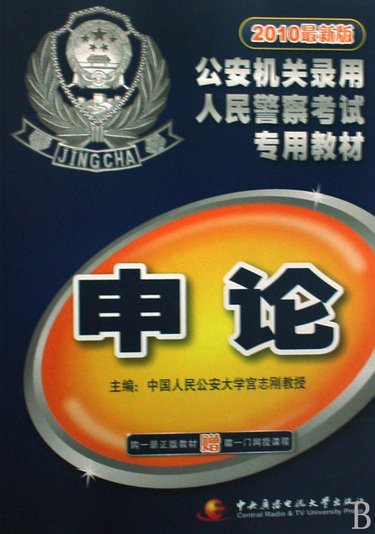 2010最新版
公安机关录用
人民警察考试
专用教材
JINGCHA
申论
主编：中国人民公安大学宫志刚教授
购一册正版教材 赠 赠一门网授课程
中央广播电视大学出版社
Central Radio & TV University Press
B